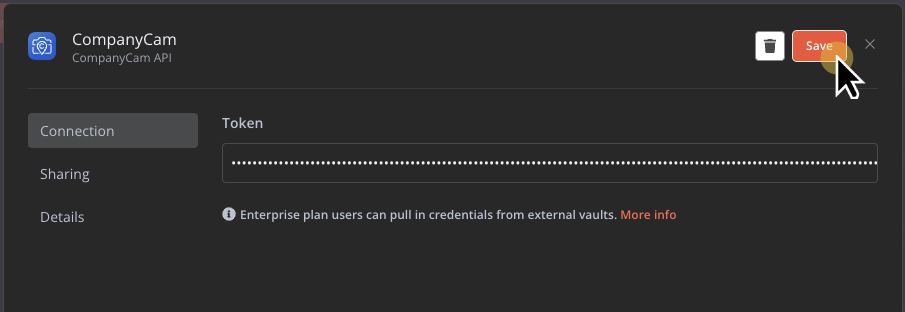 CompanyCam
CompanyCam API
Save
Connection
Sharing
Details
Token
Enterprise plan users can pull in credentials from external vaults. More info